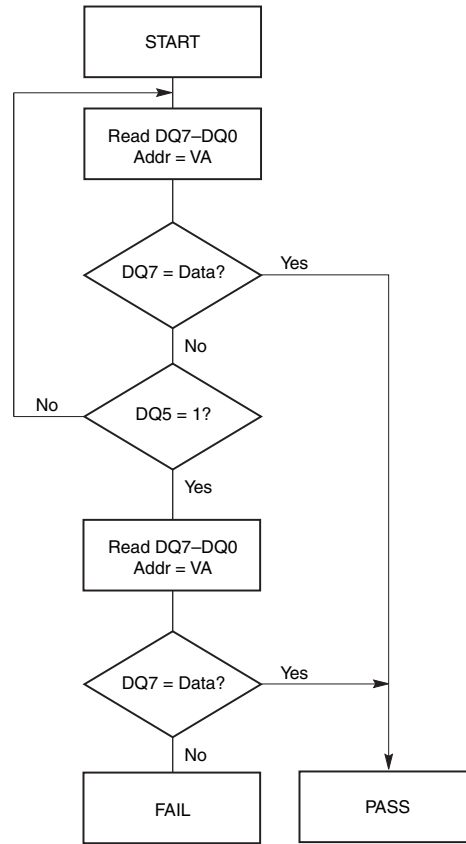 START
Read DQ7–DQ0
Addr = VA
DQ7 = Data?
Yes
No
DQ5 = 1?
No
Yes
Read DQ7–DQ0
Addr = VA
DQ7 = Data?
Yes
No
FAIL
PASS